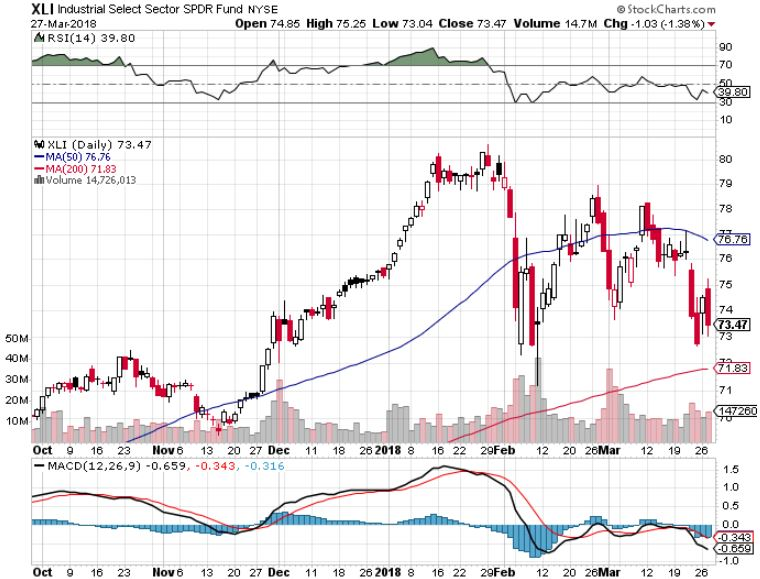 XLI Industrial Select Sector SPDR Fund NYSE © StockCharts.com
27-Mar-2018 Open 74.85 High 75.25 Low 73.04 Close 73.47 Volume 14.7M Chg -1.03 (-1.38%)
RSI(14) 39.80
90
70
50
39.80
30
10
XLI (Daily) 73.47
MA(50) 76.76
MA(200) 71.83
Volume 14,726,013
80
79
78
77
76.76
76
75
74
73.47
73
72
71.83
71
147260
70
50M
40M
30M
20M
10M
Oct 9 16 23 Nov 6 13 20 27 Dec 11 18 26 2018 8 16 22 29 Feb 12 20 26 Mar 12 19 26
MACD(12,26,9) -0.659, -0.343, -0.316
1.5
1.0
0.5
0.0
-0.343
-0.659
-1.0
Oct 9 16 23 Nov 6 13 20 27 Dec 11 18 26 2018 8 16 22 29 Feb 12 20 26 Mar 12 19 26